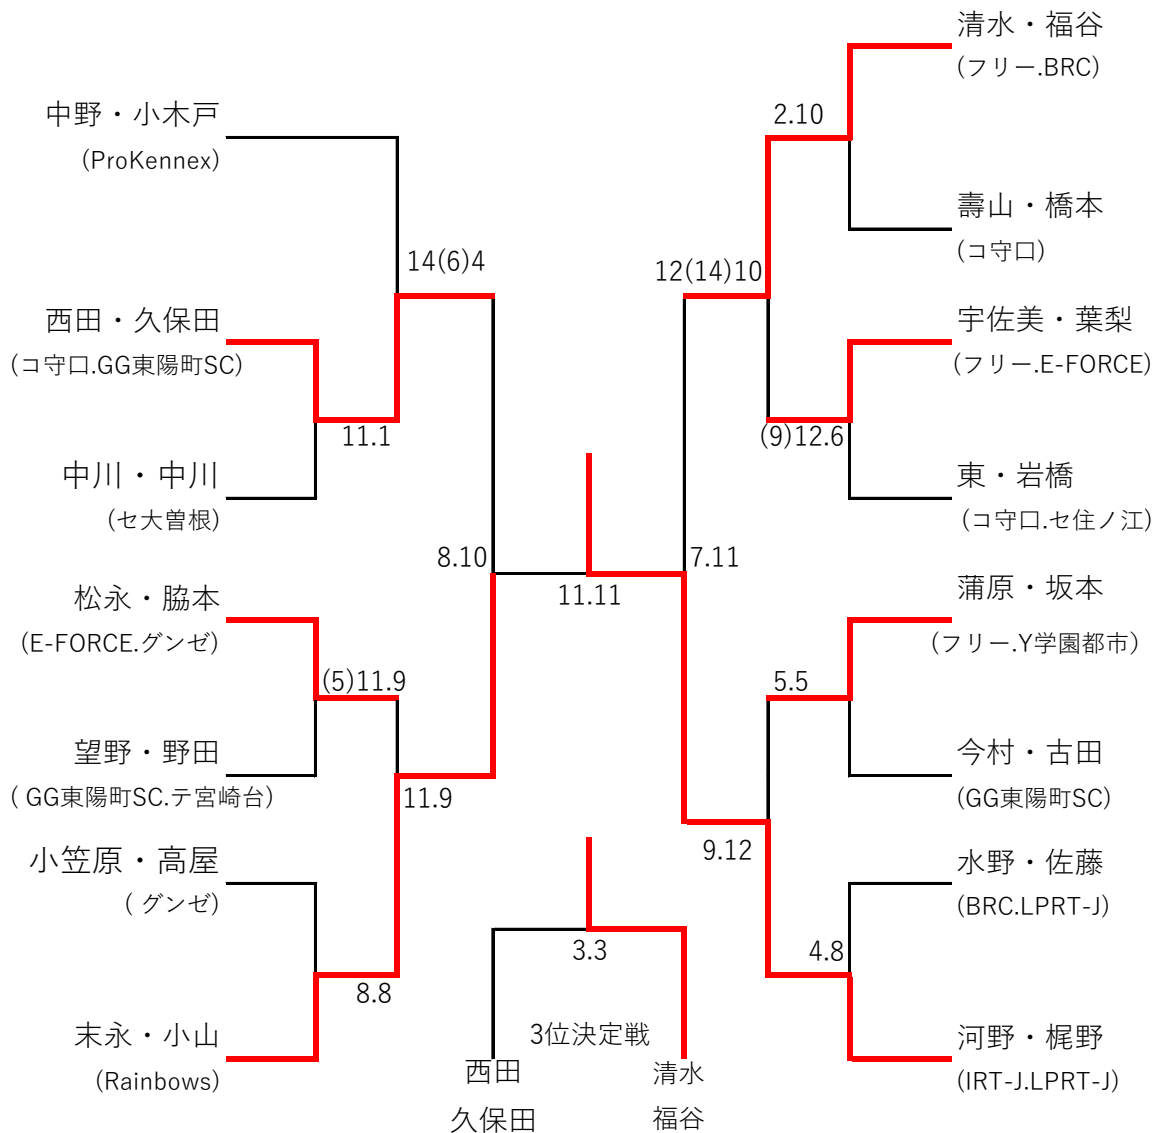 清水・福谷
(フリー.BRC)
2.10
中野・小木戸
(ProKennex)
壽山・橋本
(コ守口)
14(6)4
12(14)10
西田・久保田
(コ守口.GG東陽町SC)
宇佐美・葉梨
(フリー.E-FORCE)
11.1
(9)12.6
中川・中川
(セ大曽根)
東・岩橋
(コ守口.セ住ノ江)
8.10
7.11
11.11
松永・脇本
(E-FORCE.グンゼ)
蒲原・坂本
(フリー.Y学園都市)
(5)11.9
5.5
望野・野田
( GG東陽町SC.テ宮崎台)
今村・古田
(GG東陽町SC)
11.9
9.12
小笠原・高屋
( グンゼ)
水野・佐藤
(BRC.LPRT-J)
3.3
4.8
8.8
末永・小山
(Rainbows)
3位決定戦
河野・梶野
(IRT-J.LPRT-J)
西田
久保田
清水
福谷